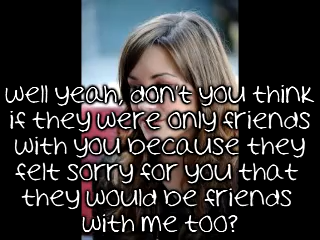 Well yeah, don't you think
if they were only friends
with you because they
felt sorry for you that
they would be friends
with me too?